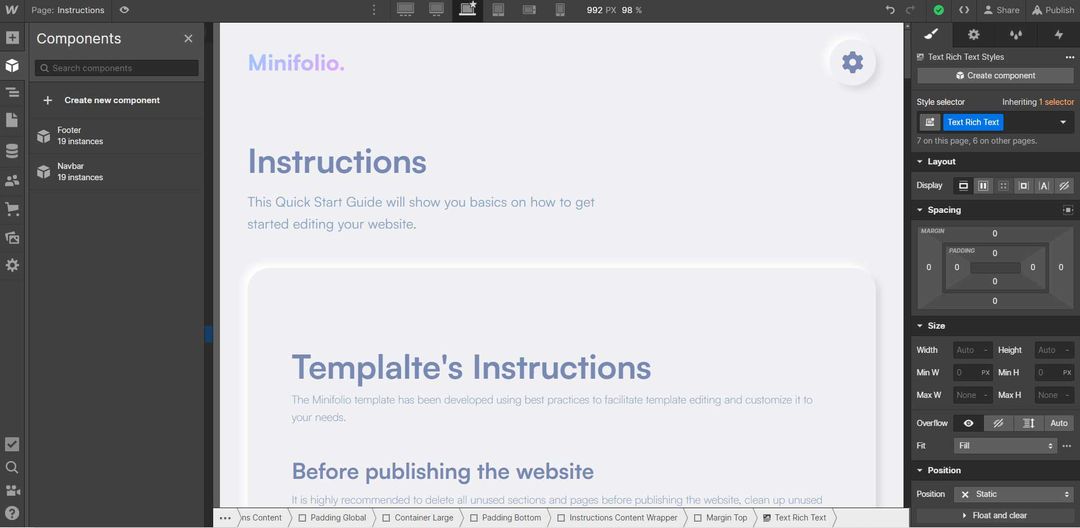 Page: Instructions
992 PX 98 %
Share
Publish
Components
Search components
Create new component
Footer
19 instances
Navbar
19 instances
Minifolio.
Instructions
This Quick Start Guide will show you basics on how to get
started editing your website.
Templalte's Instructions
The Minifolio template has been developed using best practices to facilitate template editing and customize it to
your needs.
Before publishing the website
It is highly recommended to delete all unused sections and pages before publishing the website, clean up unused
ns Content
Padding Global
Container Large
Padding Bottom
Instructions Content Wrapper
Margin Top
Text Rich Text
Text Rich Text Styles
Create component
Style selector Inheriting 1 selector
Text Rich Text
7 on this page, 6 on other pages.
Layout
Display
Spacing
MARGIN
0
PADDING
0
0 0 0 0
0
0
Size
Width Auto - Height Auto -
Min W 0 PX Min H 0 PX
Max W None - Max H None -
Overflow Auto
Fit Fill
Position
Position Static
Float and clear